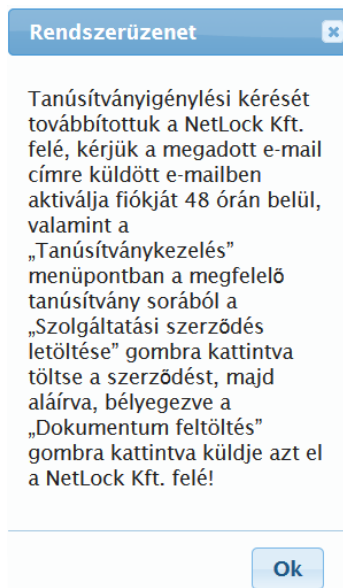 Rendszerüzenet
Tanúsítványigénylési kérését
továbbítottuk a NetLock Kft.
felé, kérjük a megadott e-mail
címre küldött e-mailben
aktiválja fiókját 48 órán belül,
valamint a
„Tanúsítványkezelés”
menüpontban a megfelelő
tanúsítvány sorából a
„Szolgáltatási szerződés
letöltése” gombra kattintva
töltse a szerződést, majd
aláírva, bélyegezve a
„Dokumentum feltöltés”
gombra kattintva küldje azt el
a NetLock Kft. felé!
Ok